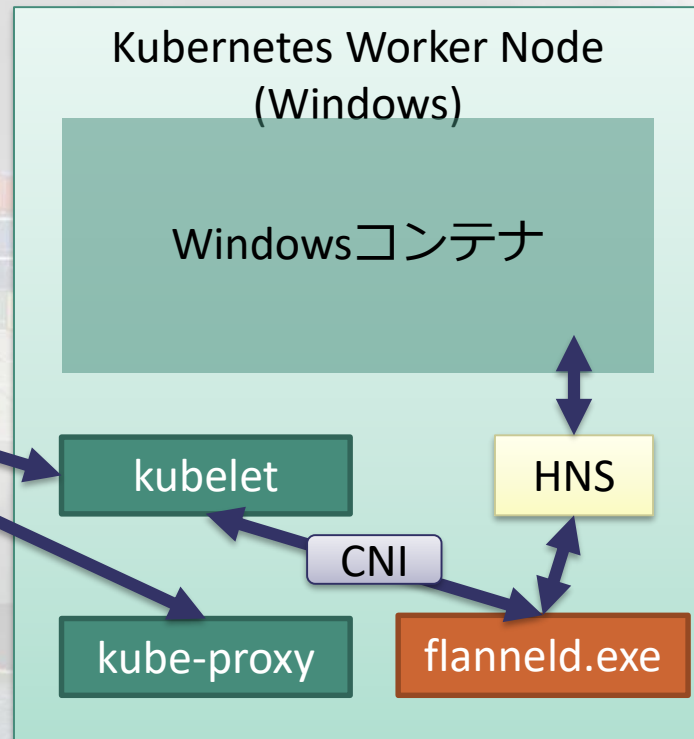 Kubernetes Worker Node
(Windows)
Windowsコンテナ
kubelet
HNS
CNI
kube-proxy
flanneld.exe